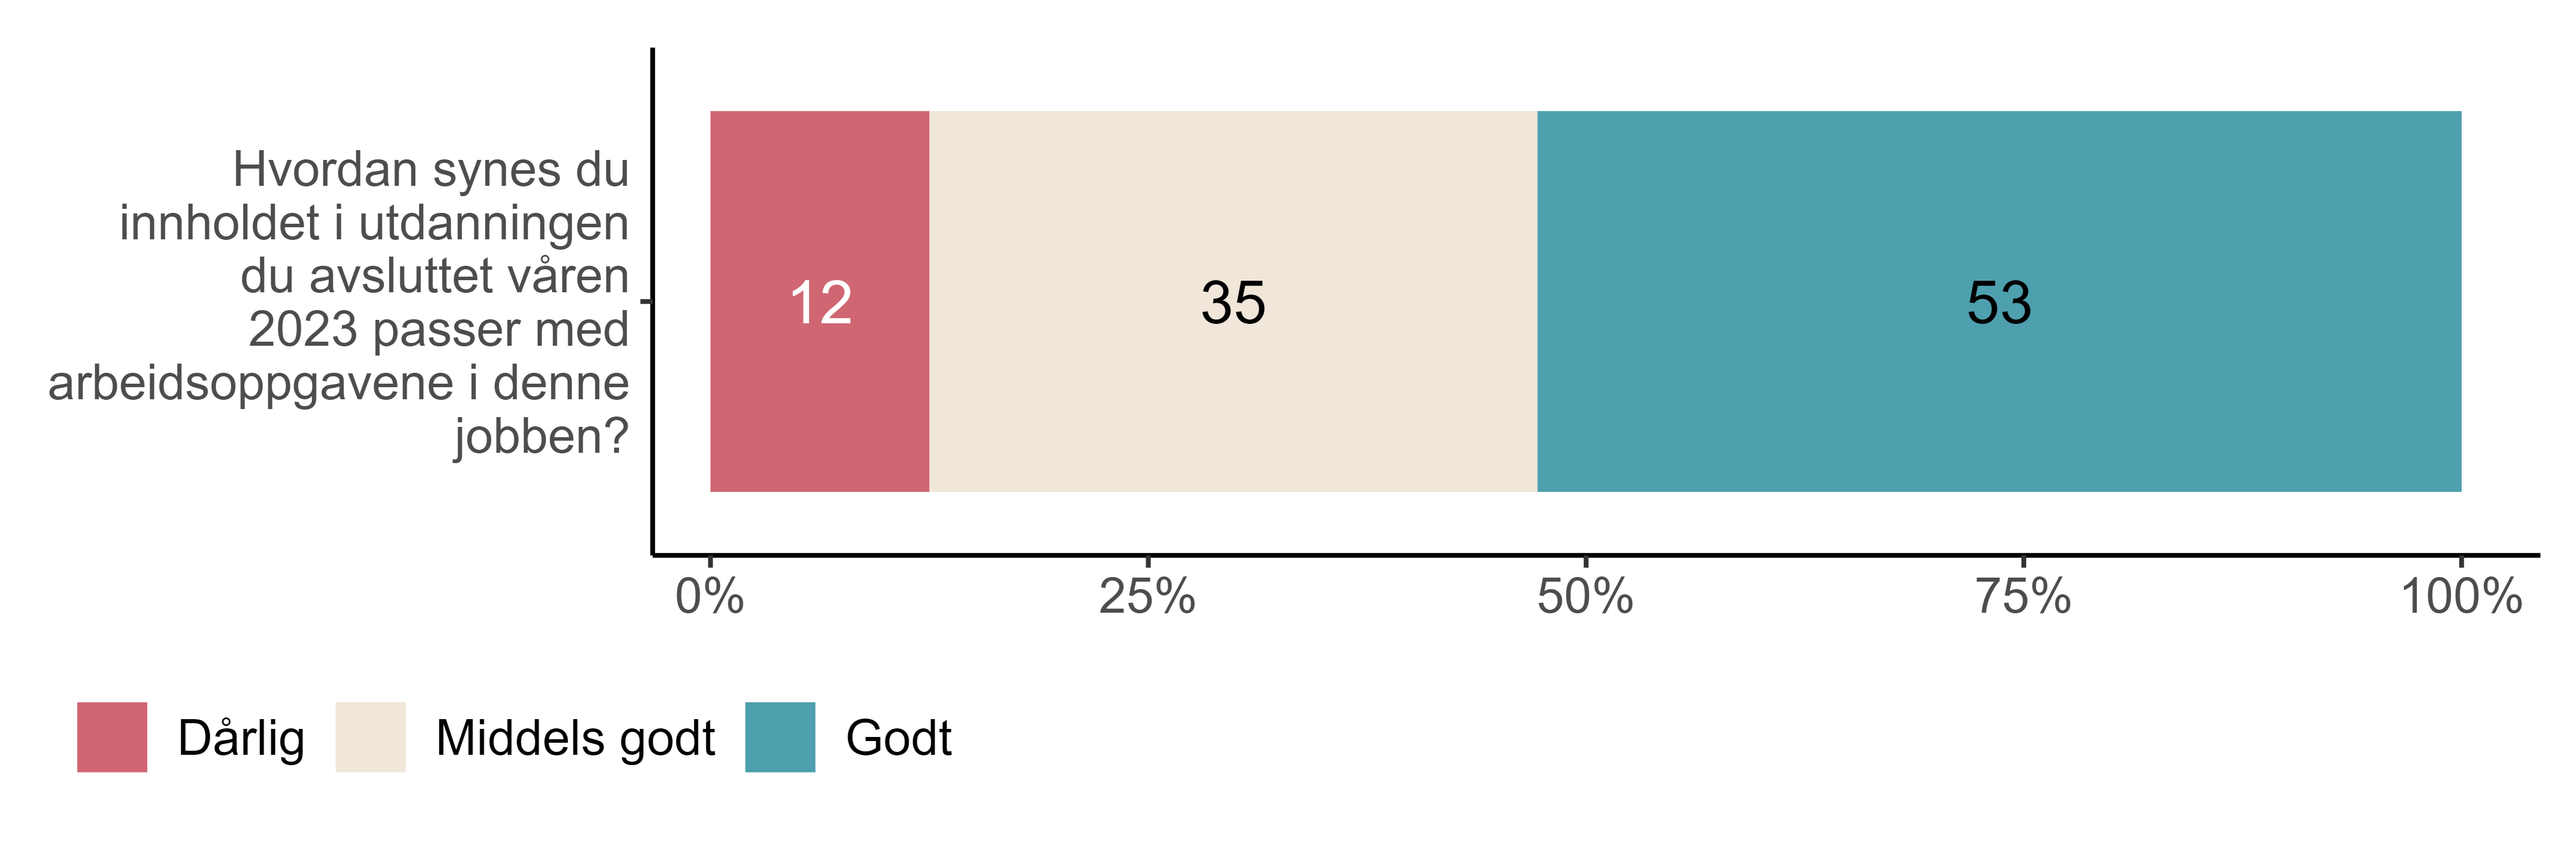 Hvordan synes du
innholdet i utdanningen
du avsluttet våren
2023 passer med
arbeidsoppgavene i denne
jobben?
12 35 53
0% 25% 50% 75% 100%
Dårlig Middels godt Godt